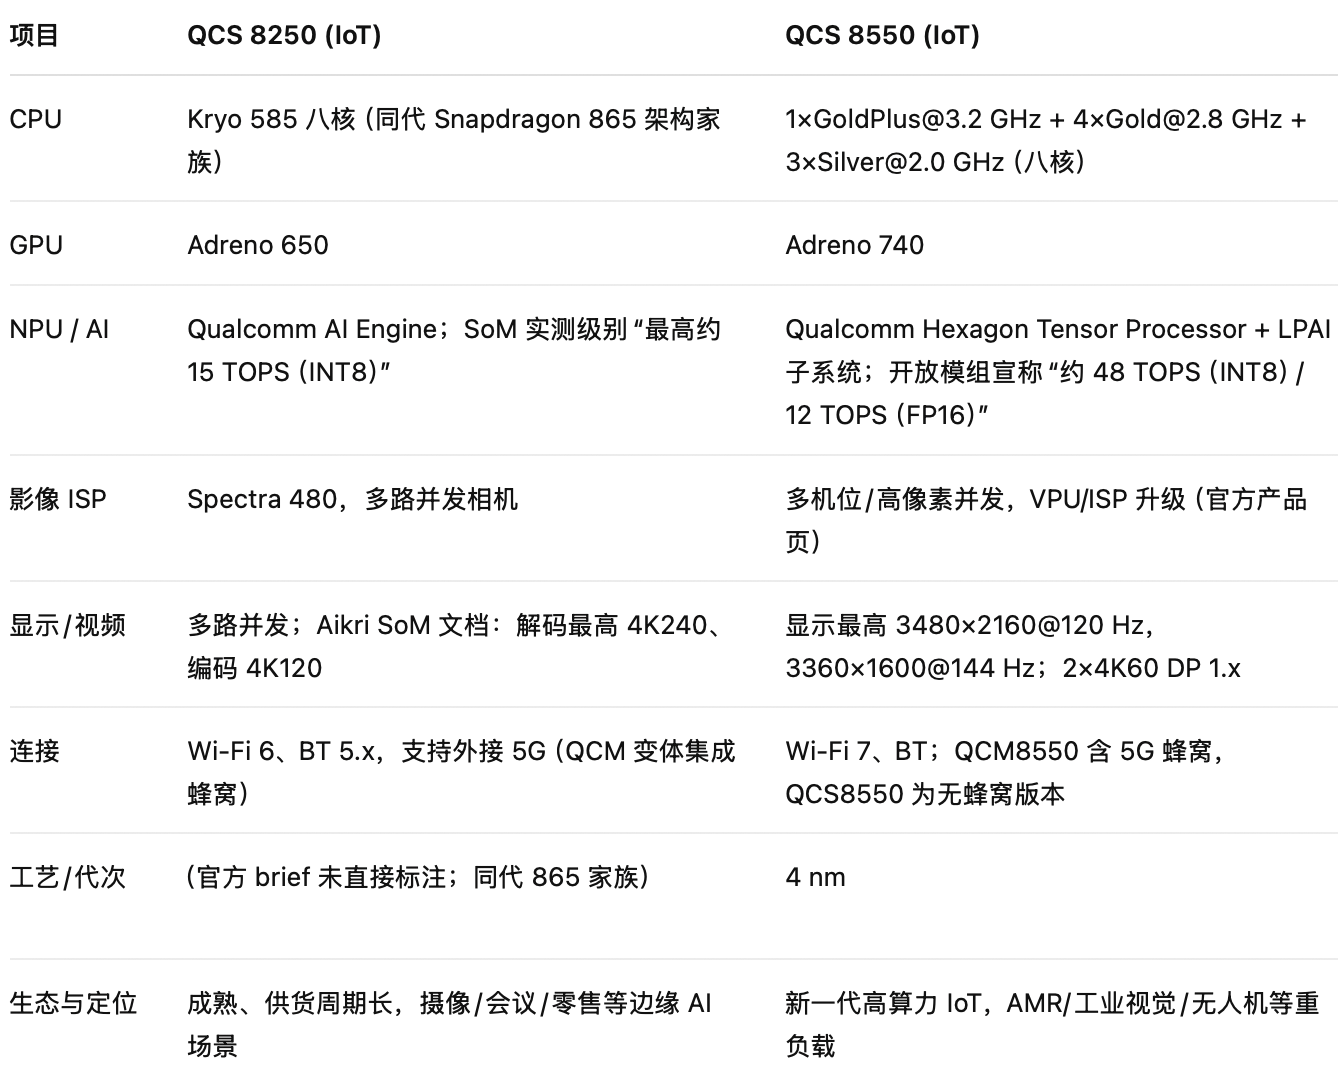 项目 QCS 8250 (IoT) QCS 8550 (IoT)
CPU Kryo 585 八核（同代 Snapdragon 865 架构家 1×GoldPlus@3.2 GHz + 4×Gold@2.8 GHz +
族） 3×Silver@2.0 GHz（八核）
GPU Adreno 650 Adreno 740
NPU / AI Qualcomm AI Engine；SoM 实测级别 “最高约 Qualcomm Hexagon Tensor Processor + LPAI
15 TOPS（INT8）” 子系统；开放模组宣称 “约 48 TOPS（INT8）/
12 TOPS（FP16）”
影像 ISP Spectra 480，多路并发相机 多机位/高像素并发，VPU/ISP 升级（官方产品
页）
显示/视频 多路并发；Aikri SoM 文档：解码最高 4K240、 显示最高 3480×2160@120 Hz，
编码 4K120 3360×1600@144 Hz；2×4K60 DP 1.x
连接 Wi-Fi 6、BT 5.x，支持外接 5G（QCM 变体集成 Wi-Fi 7、BT；QCM8550 含 5G 蜂窝，
蜂窝） QCS8550 为无蜂窝版本
工艺/代次 （官方 brief 未直接标注；同代 865 家族） 4 nm
生态与定位 成熟、供货周期长，摄像/会议/零售等边缘 AI 新一代高算力 IoT，AMR/工业视觉/无人机等重
场景 负载